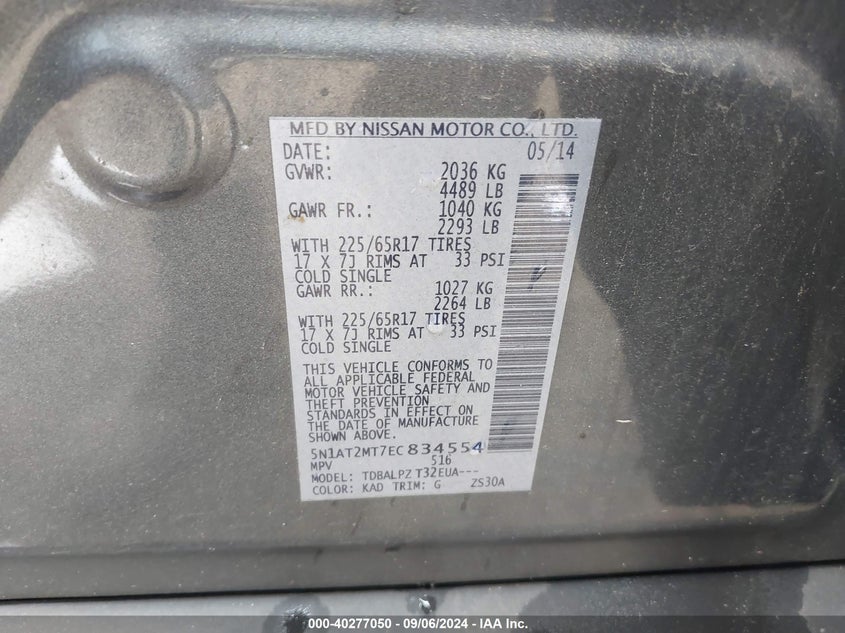 MFD BY NISSAN MOTOR CO., LTD.
DATE: 05/14
GVWR: 2036 KG
4489 LB
GAWR FR.: 1040 KG
2293 LB
WITH 225/65R17 TIRES
17 X 7J RIMS AT 33 PSI
COLD SINGLE
GAWR RR.: 1027 KG
2264 LB
WITH 225/65R17 TIRES
17 X 7J RIMS AT 33 PSI
COLD SINGLE
THIS VEHICLE CONFORMS TO
ALL APPLICABLE FEDERAL
MOTOR VEHICLE SAFETY AND
THEFT PREVENTION
STANDARDS IN EFFECT ON
THE DATE OF MANUFACTURE
SHOWN ABOVE.
5N1AT2MT7EC834554
MPV 516
MODEL: TDBALPZ T32EUA---
COLOR: KAD TRIM: G ZS30A
000-40277050 - 09/06/2024 - IAA Inc.